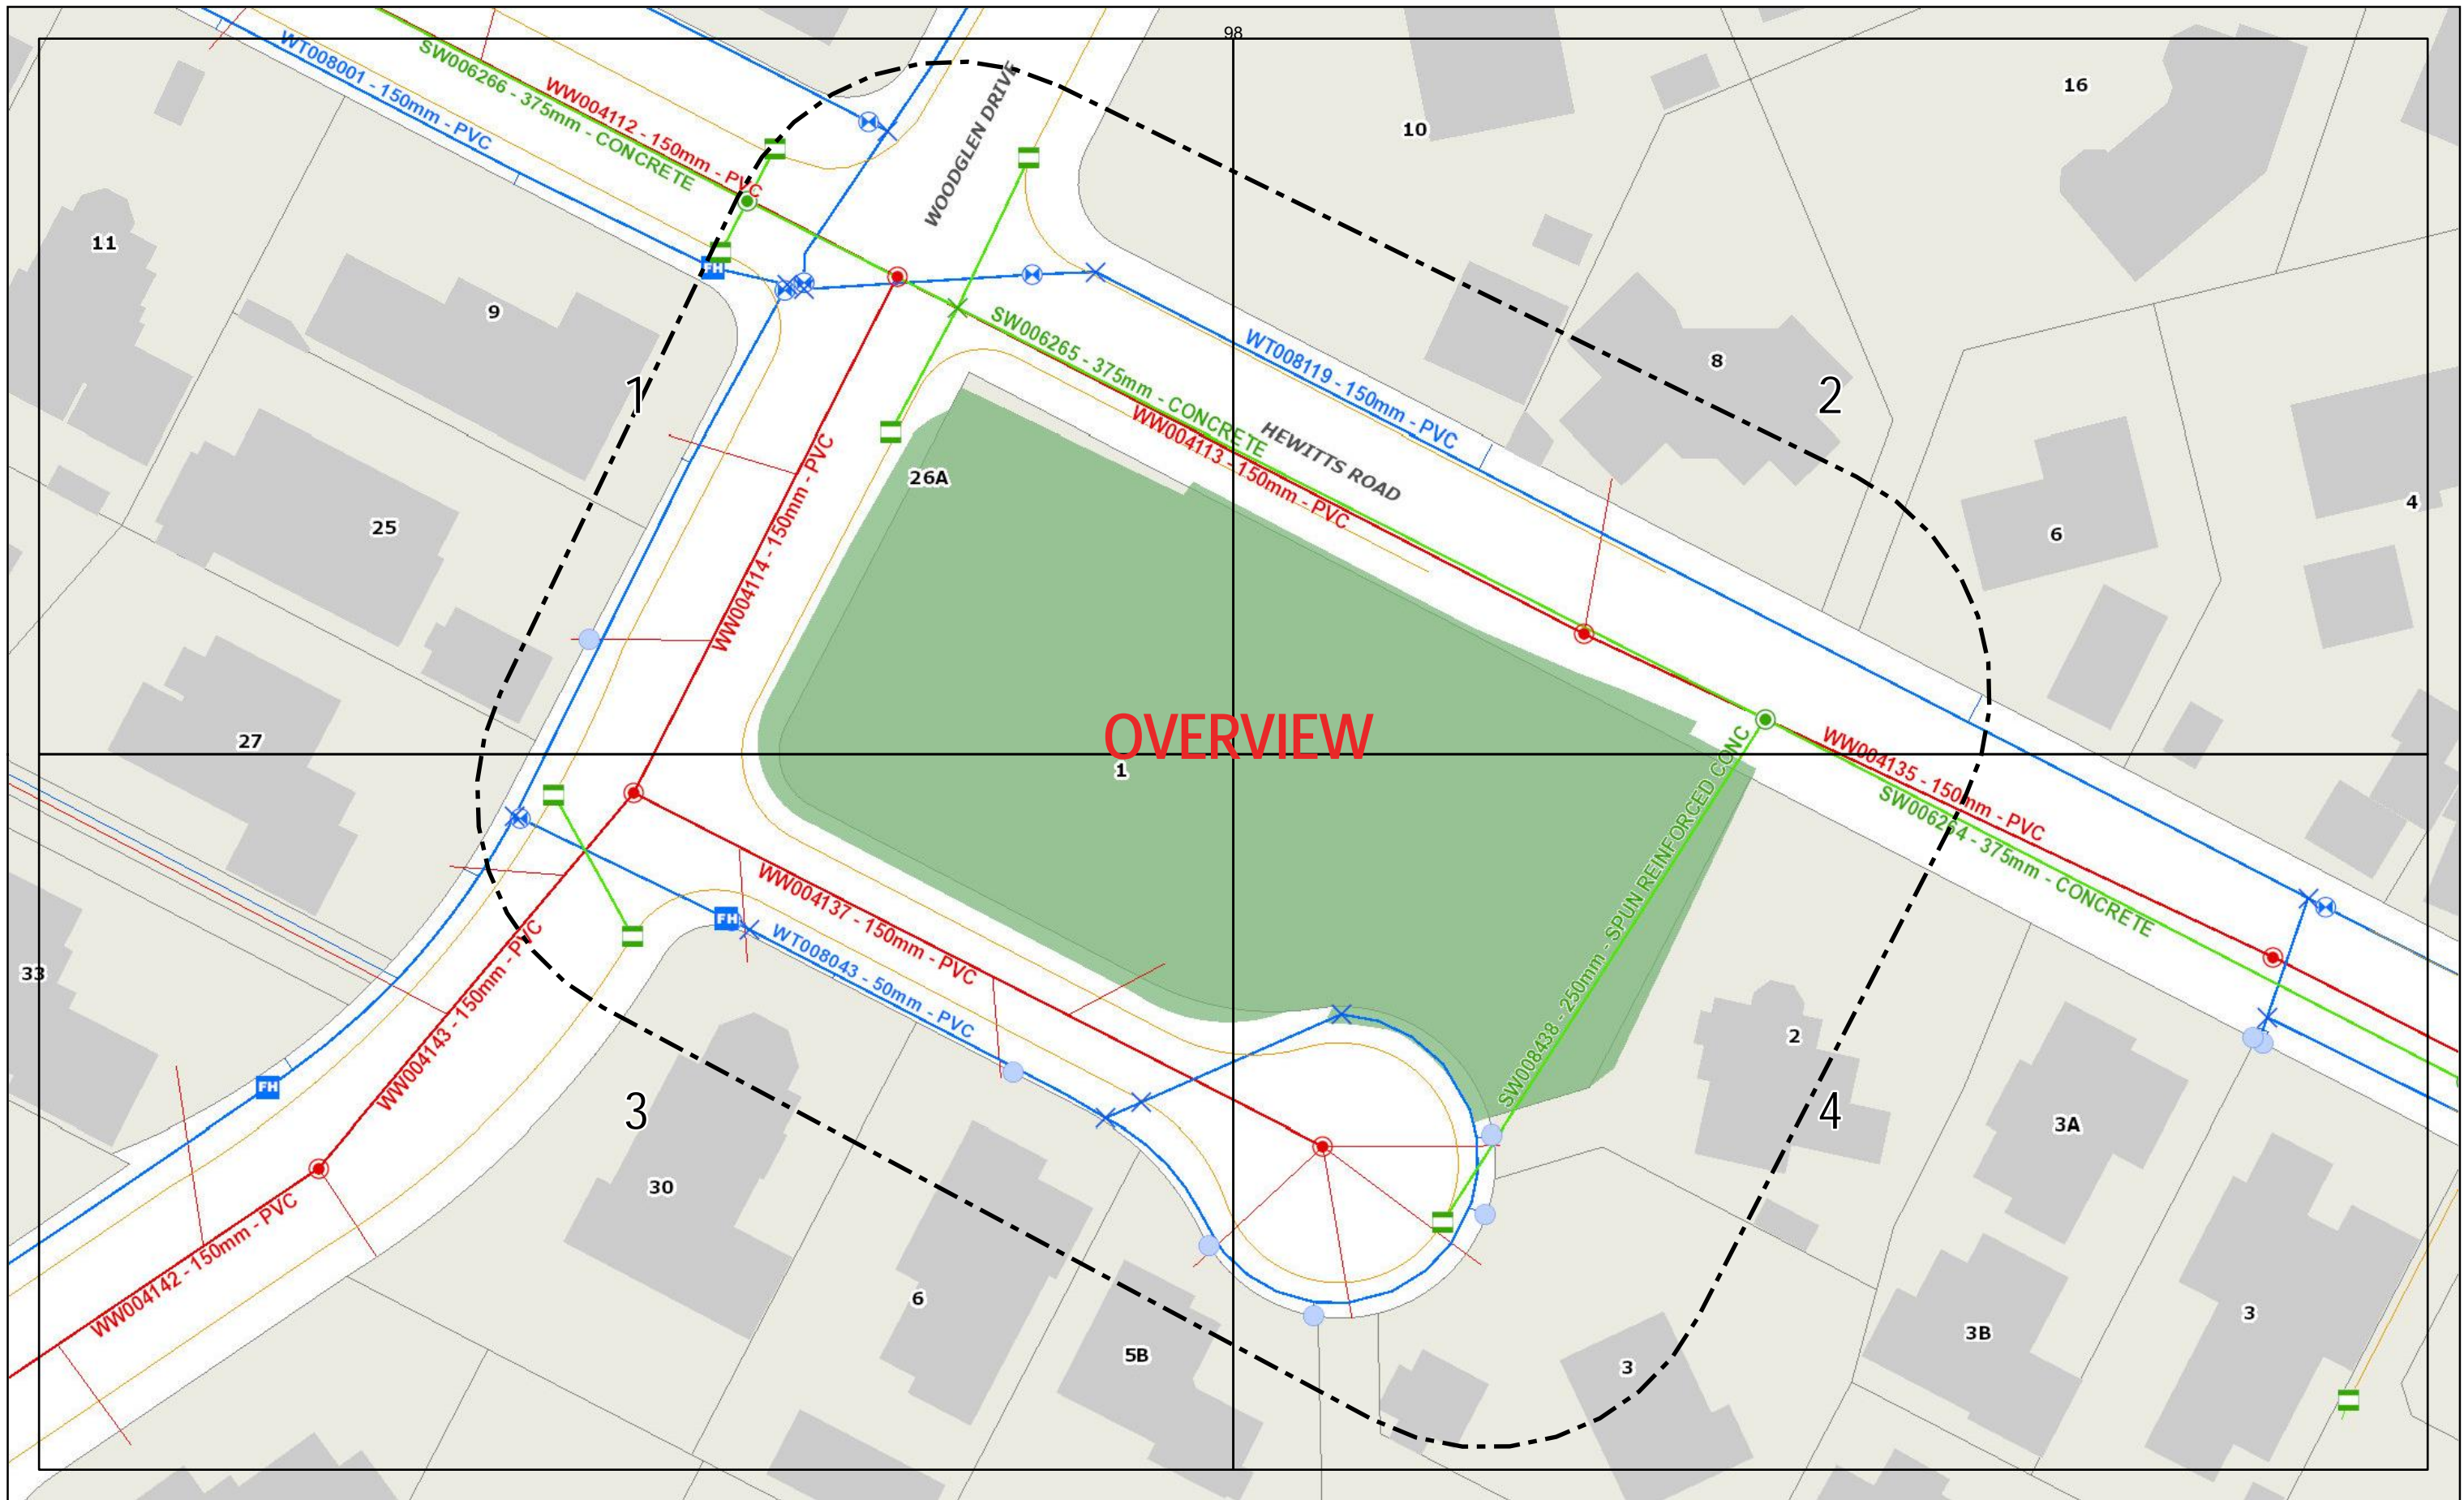 98
WT008001 - 150mm - PVC
SW006266 - 375mm - CONCRETE
WW004112 - 150mm - PVC
WOODGLEN DRIVE
10
16
11
FH
9
1
SW006265 - 375mm - CONCRETE
WT008119 - 150mm - PVC
8
2
WW004113 - 150mm - PVC
HEWITTS ROAD
26A
25
WW004114 - 150mm - PVC
6
4
27
OVERVIEW
1
WW004135 - 150mm - PVC
SW006264 - 375mm - CONCRETE
SW008438 - 250mm - SPUN REINFORCED CONC
WW004137 - 150mm - PVC
FH
WT008043 - 50mm - PVC
33
WW004143 - 150mm - PVC
2
FH
3
4
3A
30
WW004142 - 150mm - PVC
6
5B
3
3B
3